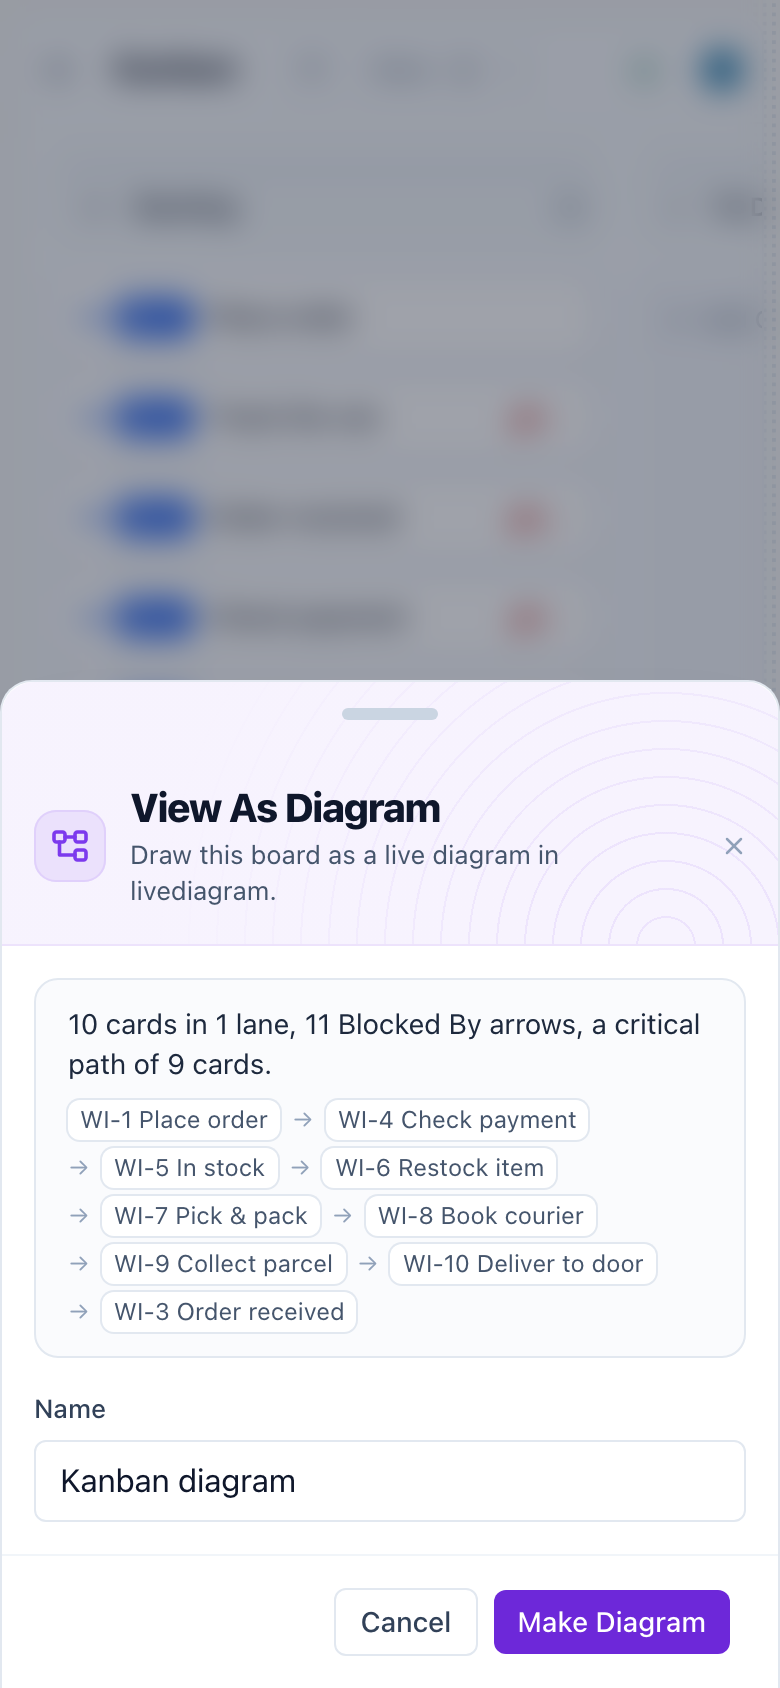 View As Diagram
Draw this board as a live diagram in
livediagram.
10 cards in 1 lane, 11 Blocked By arrows, a critical
path of 9 cards.
WI-1 Place order → WI-4 Check payment
→ WI-5 In stock → WI-6 Restock item
→ WI-7 Pick & pack → WI-8 Book courier
→ WI-9 Collect parcel → WI-10 Deliver to door
→ WI-3 Order received
Name
Kanban diagram
Cancel Make Diagram